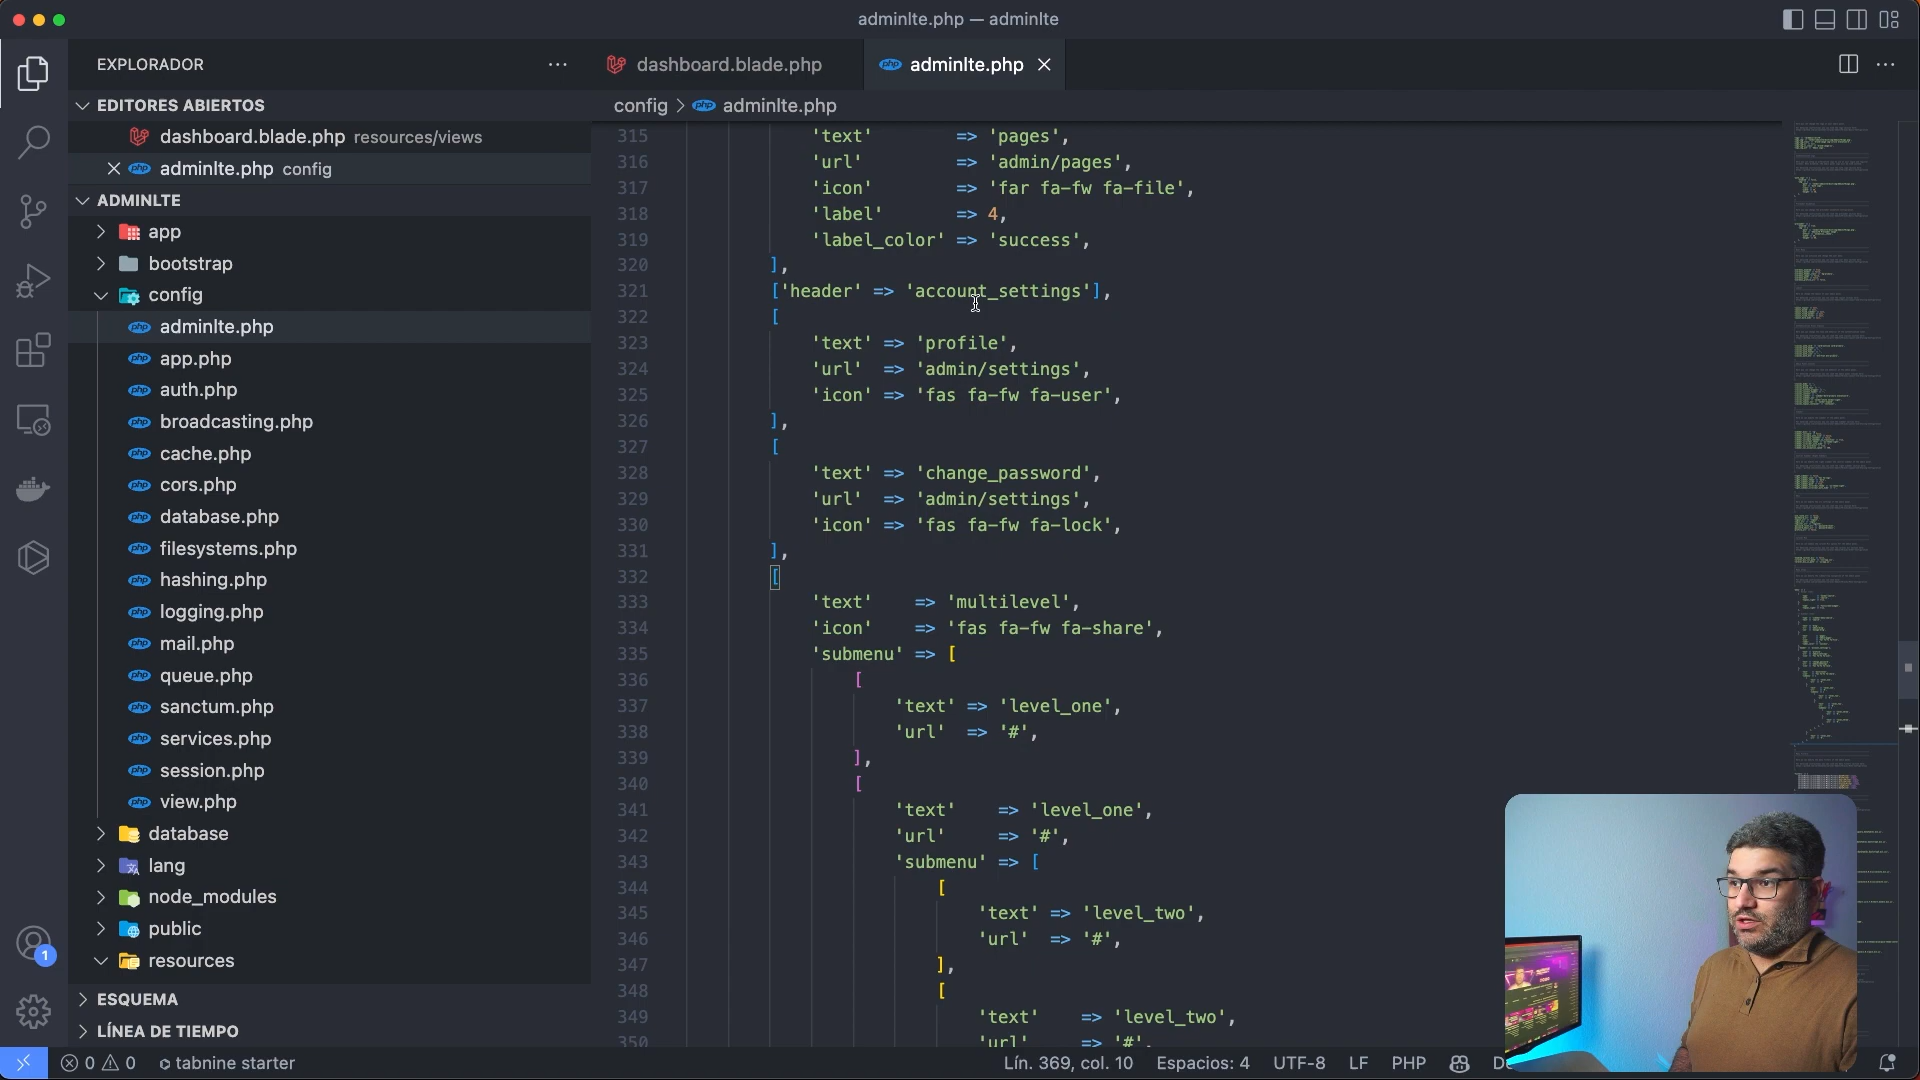 adminlte.php — adminlte
EXPLORADOR
EDITORES ABIERTOS
dashboard.blade.php resources/views
adminlte.php config
ADMINLTE
app
bootstrap
config
adminlte.php
app.php
auth.php
broadcasting.php
cache.php
cors.php
database.php
filesystems.php
hashing.php
logging.php
mail.php
queue.php
sanctum.php
services.php
session.php
view.php
database
lang
node_modules
public
resources
ESQUEMA
LÍNEA DE TIEMPO
dashboard.blade.php
adminlte.php
config > adminlte.php
315 'text' => 'pages',
316 'url' => 'admin/pages',
317 'icon' => 'far fa-fw fa-file',
318 'label' => 4,
319 'label_color' => 'success',
320 ],
321 ['header' => 'account_settings'],
322 [
323 'text' => 'profile',
324 'url' => 'admin/settings',
325 'icon' => 'fas fa-fw fa-user',
326 ],
327 [
328 'text' => 'change_password',
329 'url' => 'admin/settings',
330 'icon' => 'fas fa-fw fa-lock',
331 ],
332 [
333 'text' => 'multilevel',
334 'icon' => 'fas fa-fw fa-share',
335 'submenu' => [
336 [
337 'text' => 'level_one',
338 'url' => '#',
339 ],
340 [
341 'text' => 'level_one',
342 'url' => '#',
343 'submenu' => [
344 [
345 'text' => 'level_two',
346 'url' => '#',
347 ],
348 [
349 'text' => 'level_two',
350 'url' => '#',
1
0 0 tabnine starter
Lín. 369, col. 10 Espacios: 4 UTF-8 LF PHP